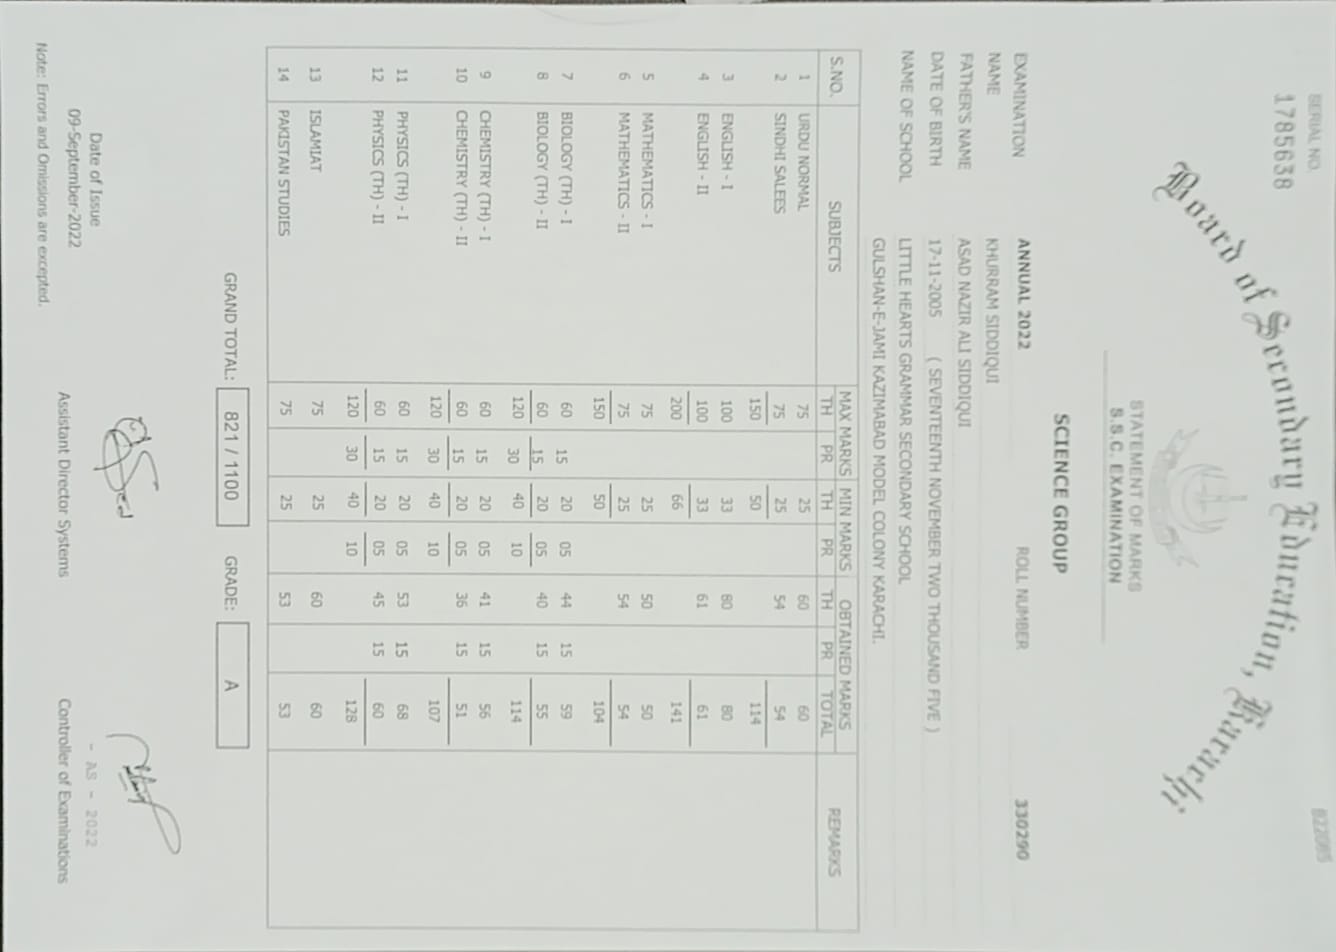 SERIAL NO.
1785638
822085
Board of Secondary Education, Karachi
STATEMENT OF MARKS
S.S.C. EXAMINATION
SCIENCE GROUP
EXAMINATION ANNUAL 2022 ROLL NUMBER 330290
NAME KHURRAM SIDDIQUI
FATHER'S NAME ASAD NAZIR ALI SIDDIQUI
DATE OF BIRTH 17-11-2005 ( SEVENTEENTH NOVEMBER TWO THOUSAND FIVE )
NAME OF SCHOOL LITTLE HEARTS GRAMMAR SECONDARY SCHOOL
GULSHAN-E-JAMI KAZIMABAD MODEL COLONY KARACHI.
S.NO. SUBJECTS MAX MARKS MIN MARKS OBTAINED MARKS REMARKS
TH PR TH PR TH PR TOTAL
1 URDU NORMAL 75 25 60 60
2 SINDHI SALEES 75 25 54 54
150 50 114
3 ENGLISH - I 100 33 80 80
4 ENGLISH - II 100 33 61 61
200 66 141
5 MATHEMATICS - I 75 25 50 50
6 MATHEMATICS - II 75 25 54 54
150 50 104
7 BIOLOGY (TH) - I 60 15 20 05 44 15 59
8 BIOLOGY (TH) - II 60 15 20 05 40 15 55
120 30 40 10 114
9 CHEMISTRY (TH) - I 60 15 20 05 41 15 56
10 CHEMISTRY (TH) - II 60 15 20 05 36 15 51
120 30 40 10 107
11 PHYSICS (TH) - I 60 15 20 05 53 15 68
12 PHYSICS (TH) - II 60 15 20 05 45 15 60
120 30 40 10 128
13 ISLAMIAT 75 25 60 60
14 PAKISTAN STUDIES 75 25 53 53
GRAND TOTAL: 821 / 1100 GRADE: A
Date of Issue
09-September-2022
Assistant Director Systems
- AS - 2022
Controller of Examinations
Note: Errors and Omissions are excepted.